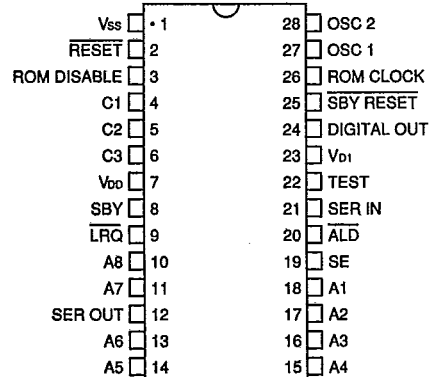 Vss • 1 28 OSC 2
RESET 2 27 OSC 1
ROM DISABLE 3 26 ROM CLOCK
C1 4 25 SBY RESET
C2 5 24 DIGITAL OUT
C3 6 23 VD1
VDD 7 22 TEST
SBY 8 21 SER IN
LRQ 9 20 ALD
A8 10 19 SE
A7 11 18 A1
SER OUT 12 17 A2
A6 13 16 A3
A5 14 15 A4